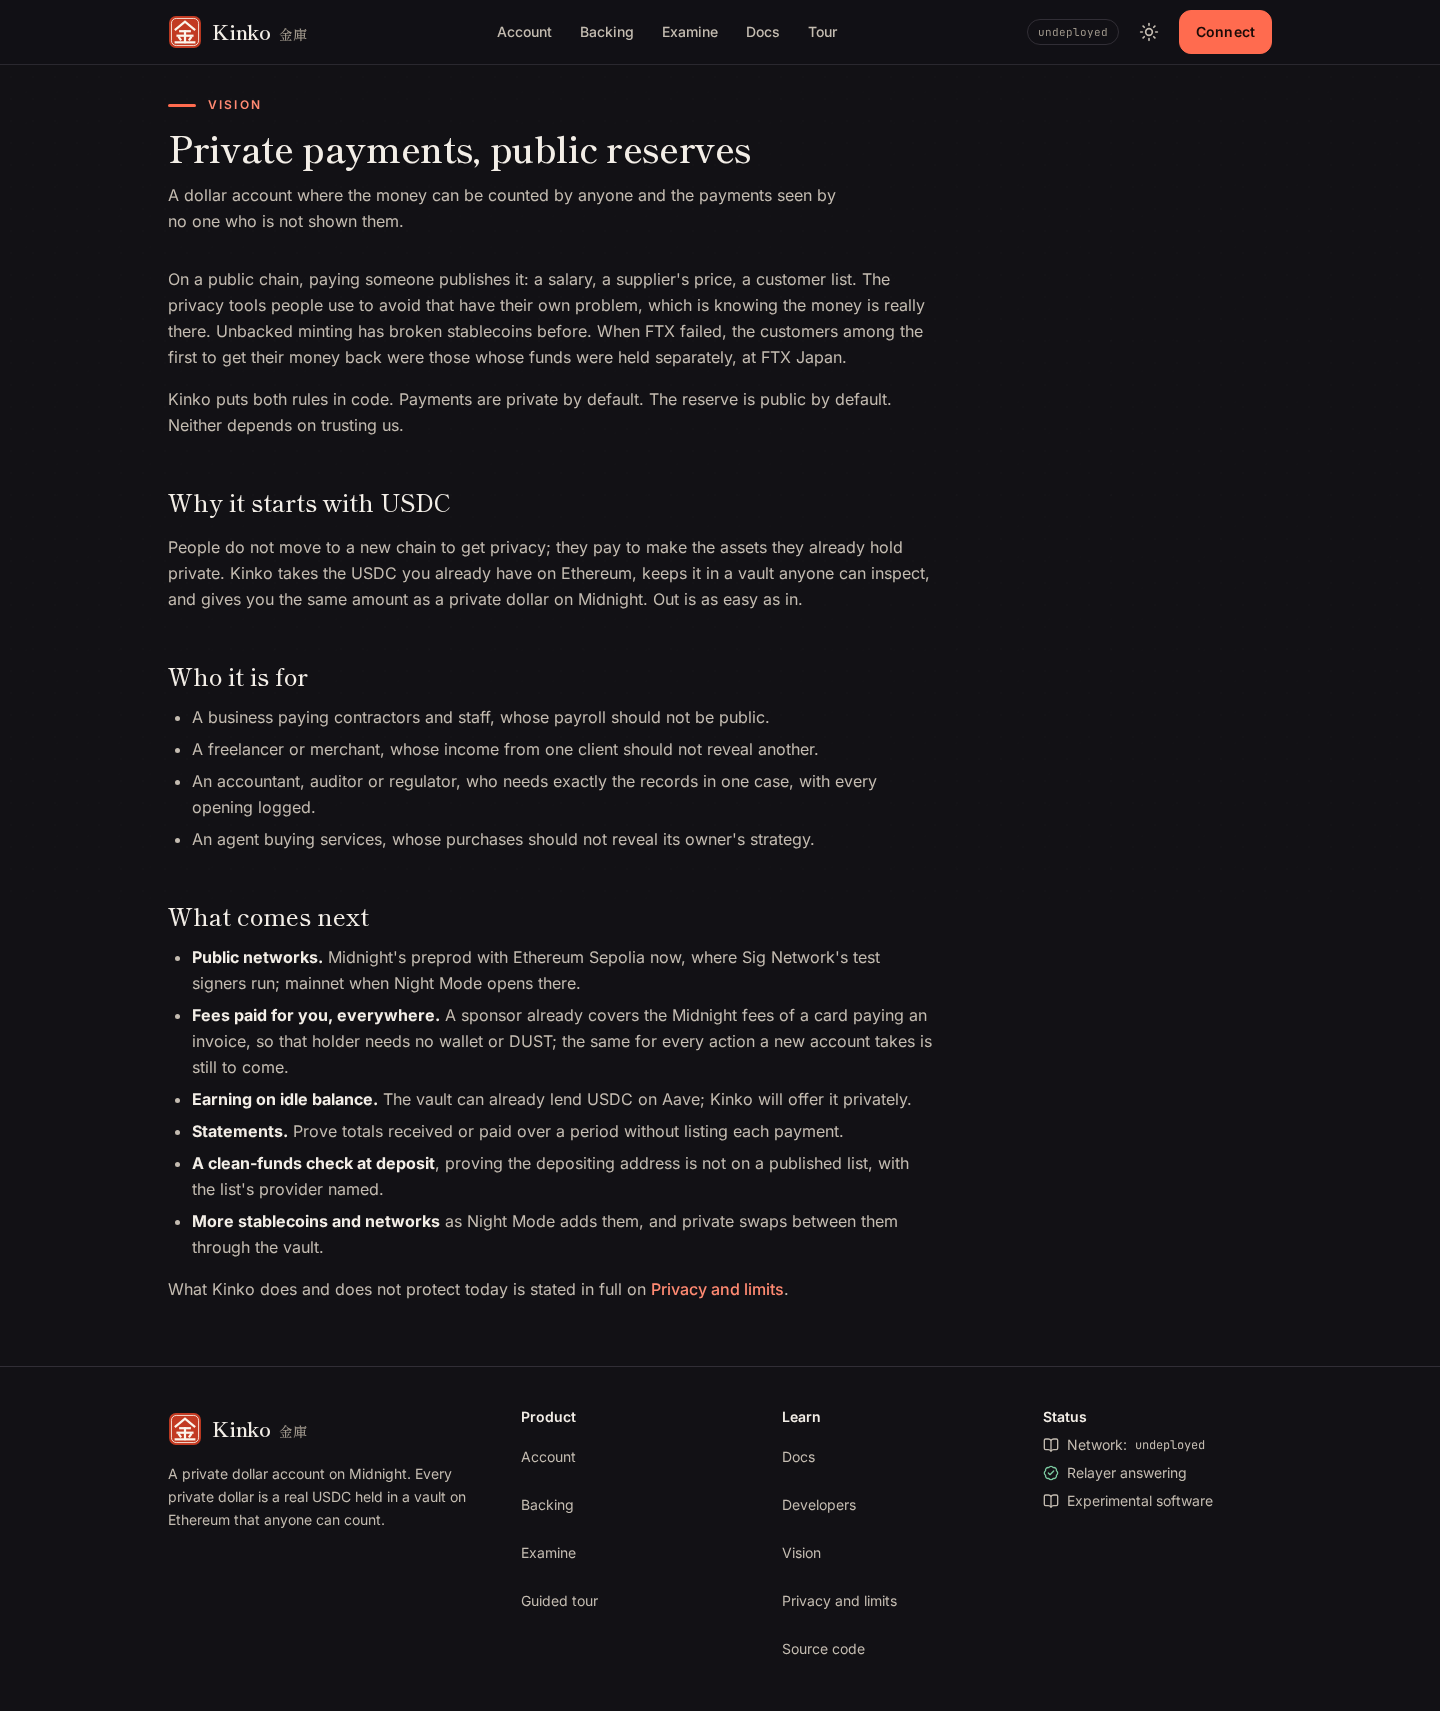 金 Kinko 金庫
Account Backing Examine Docs Tour
undeployed
Connect
VISION
Private payments, public reserves
A dollar account where the money can be counted by anyone and the payments seen by
no one who is not shown them.
On a public chain, paying someone publishes it: a salary, a supplier's price, a customer list. The
privacy tools people use to avoid that have their own problem, which is knowing the money is really
there. Unbacked minting has broken stablecoins before. When FTX failed, the customers among the
first to get their money back were those whose funds were held separately, at FTX Japan.
Kinko puts both rules in code. Payments are private by default. The reserve is public by default.
Neither depends on trusting us.
Why it starts with USDC
People do not move to a new chain to get privacy; they pay to make the assets they already hold
private. Kinko takes the USDC you already have on Ethereum, keeps it in a vault anyone can inspect,
and gives you the same amount as a private dollar on Midnight. Out is as easy as in.
Who it is for
• A business paying contractors and staff, whose payroll should not be public.
• A freelancer or merchant, whose income from one client should not reveal another.
• An accountant, auditor or regulator, who needs exactly the records in one case, with every
opening logged.
• An agent buying services, whose purchases should not reveal its owner's strategy.
What comes next
• Public networks. Midnight's preprod with Ethereum Sepolia now, where Sig Network's test
signers run; mainnet when Night Mode opens there.
• Fees paid for you, everywhere. A sponsor already covers the Midnight fees of a card paying an
invoice, so that holder needs no wallet or DUST; the same for every action a new account takes is
still to come.
• Earning on idle balance. The vault can already lend USDC on Aave; Kinko will offer it privately.
• Statements. Prove totals received or paid over a period without listing each payment.
• A clean-funds check at deposit, proving the depositing address is not on a published list, with
the list's provider named.
• More stablecoins and networks as Night Mode adds them, and private swaps between them
through the vault.
What Kinko does and does not protect today is stated in full on Privacy and limits.
金 Kinko 金庫
A private dollar account on Midnight. Every
private dollar is a real USDC held in a vault on
Ethereum that anyone can count.
Product
Account
Backing
Examine
Guided tour
Learn
Docs
Developers
Vision
Privacy and limits
Source code
Status
Network: undeployed
Relayer answering
Experimental software